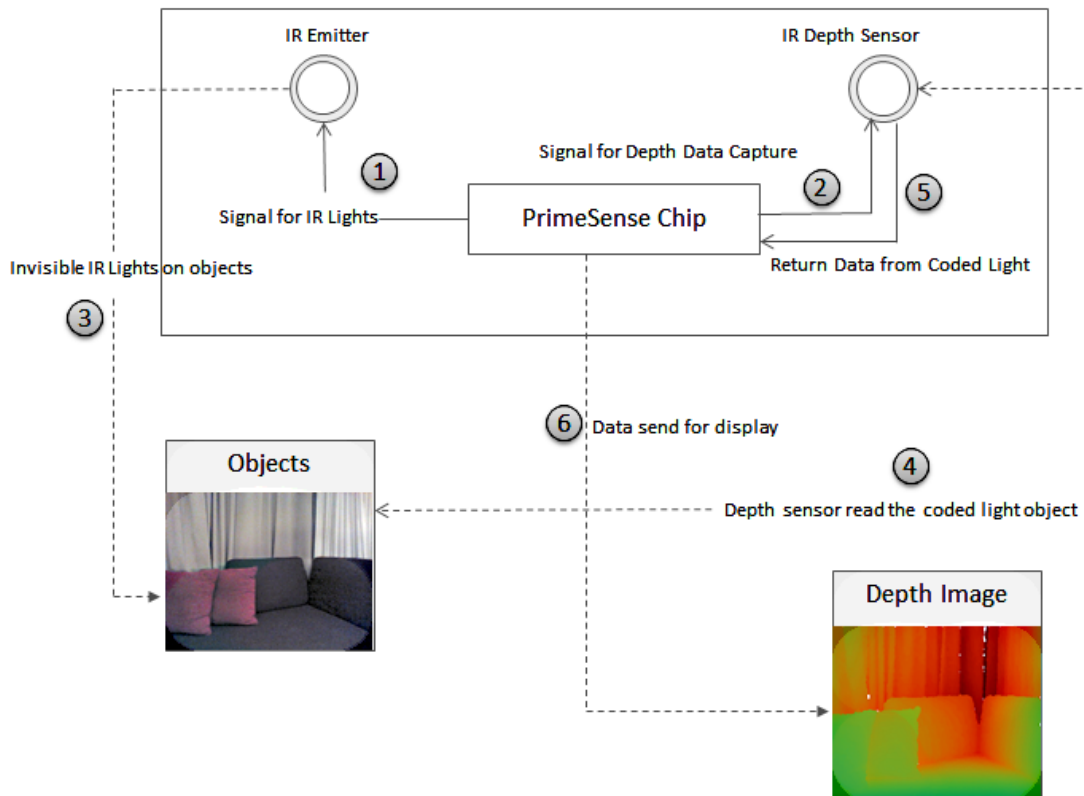 IR Emitter
IR Depth Sensor
Signal for Depth Data Capture
1
2
5
Signal for IR Lights
PrimeSense Chip
Invisible IR Lights on objects
Return Data from Coded Light
3
6
Data send for display
Objects
4
Depth sensor read the coded light object
Depth Image